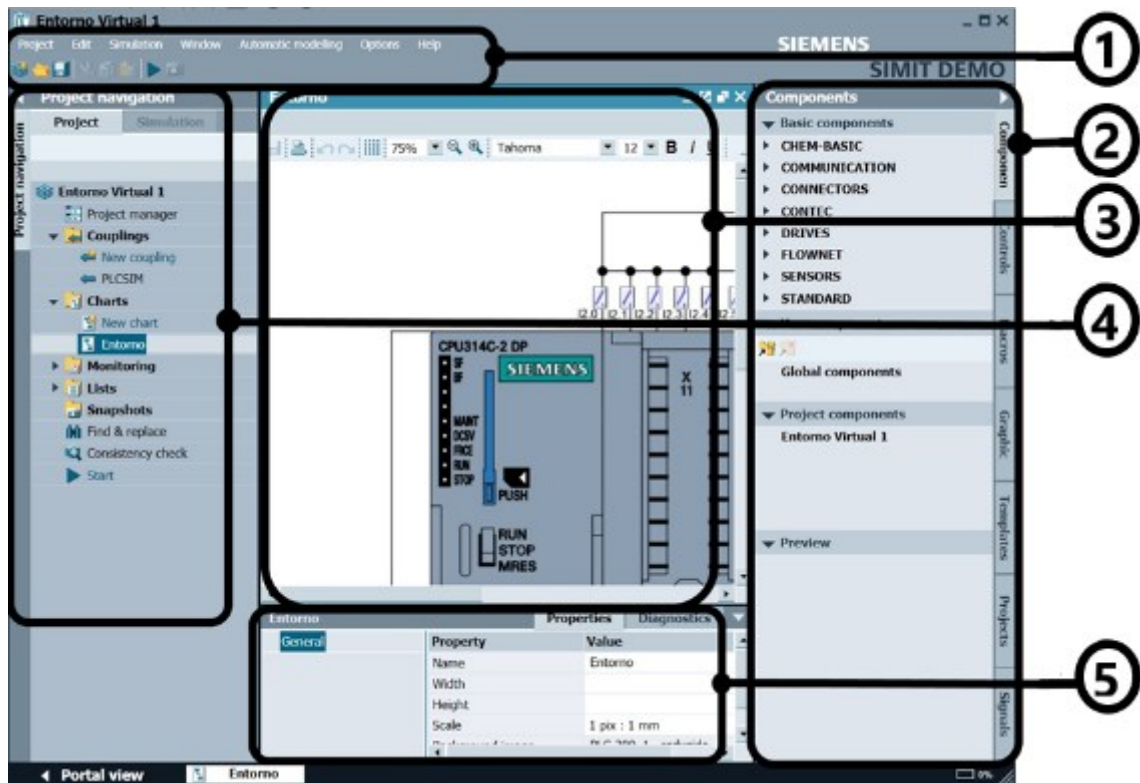 Entorno Virtual 1
Project Edit Simulation Window Automatic modelling Options Help
SIEMENS
SIMIT DEMO
1
Project navigation
Project Simulation
Project navigation
Entorno Virtual 1
Project manager
Couplings
New coupling
PLCSIM
Charts
New chart
Entorno
Monitoring
Lists
Snapshots
Find & replace
Consistency check
Start
Entorno
75% Tahoma 12 B I U
I2.0 I2.1 I2.2 I2.3 I2.4
CPU314C-2 DP
SIEMENS
SF
BF
MAINT
DC5V
FRCE
RUN
STOP
PUSH
RUN
STOP
MRES
X
11
Components
Basic components
CHEM-BASIC
COMMUNICATION
CONNECTORS
CONTEC
DRIVES
FLOWNET
SENSORS
STANDARD
Global components
Project components
Entorno Virtual 1
Preview
Componen
Controls
Macros
Graphic
Templates
Projects
Signals
2
3
4
5
Entorno
Properties Diagnostics
General
Property Value
Name Entorno
Width
Height
Scale 1 pix : 1 mm
Portal view Entorno
0%